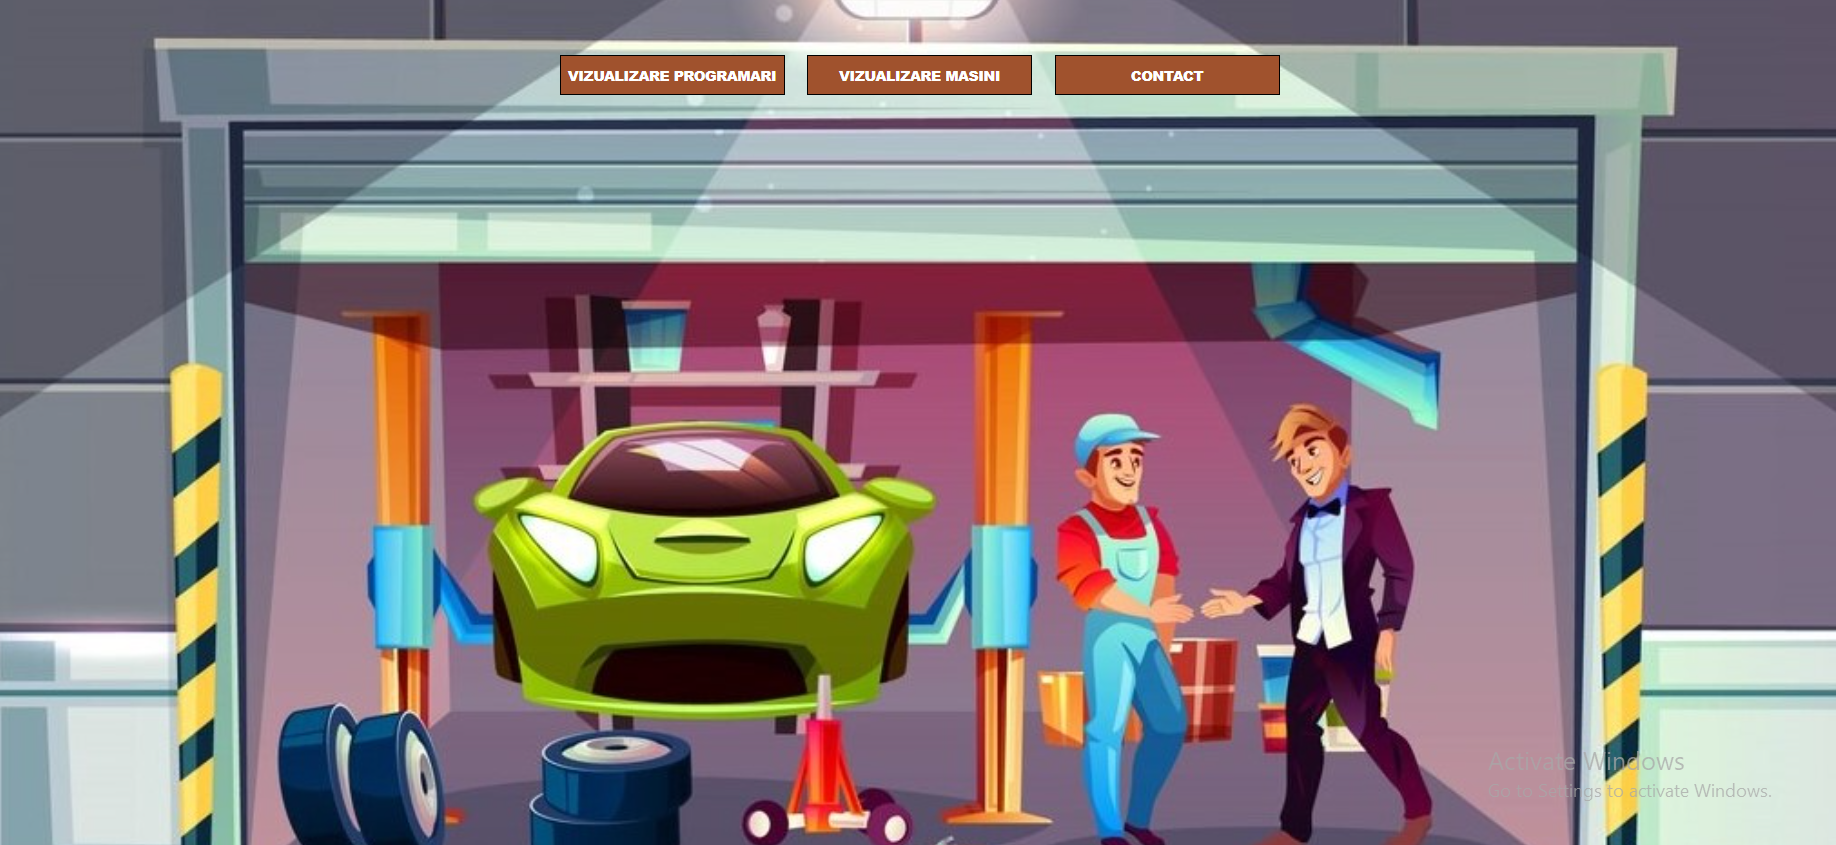 VIZUALIZARE PROGRAMARI
VIZUALIZARE MASINI
CONTACT
Activate Windows
Go to Settings to activate Windows.